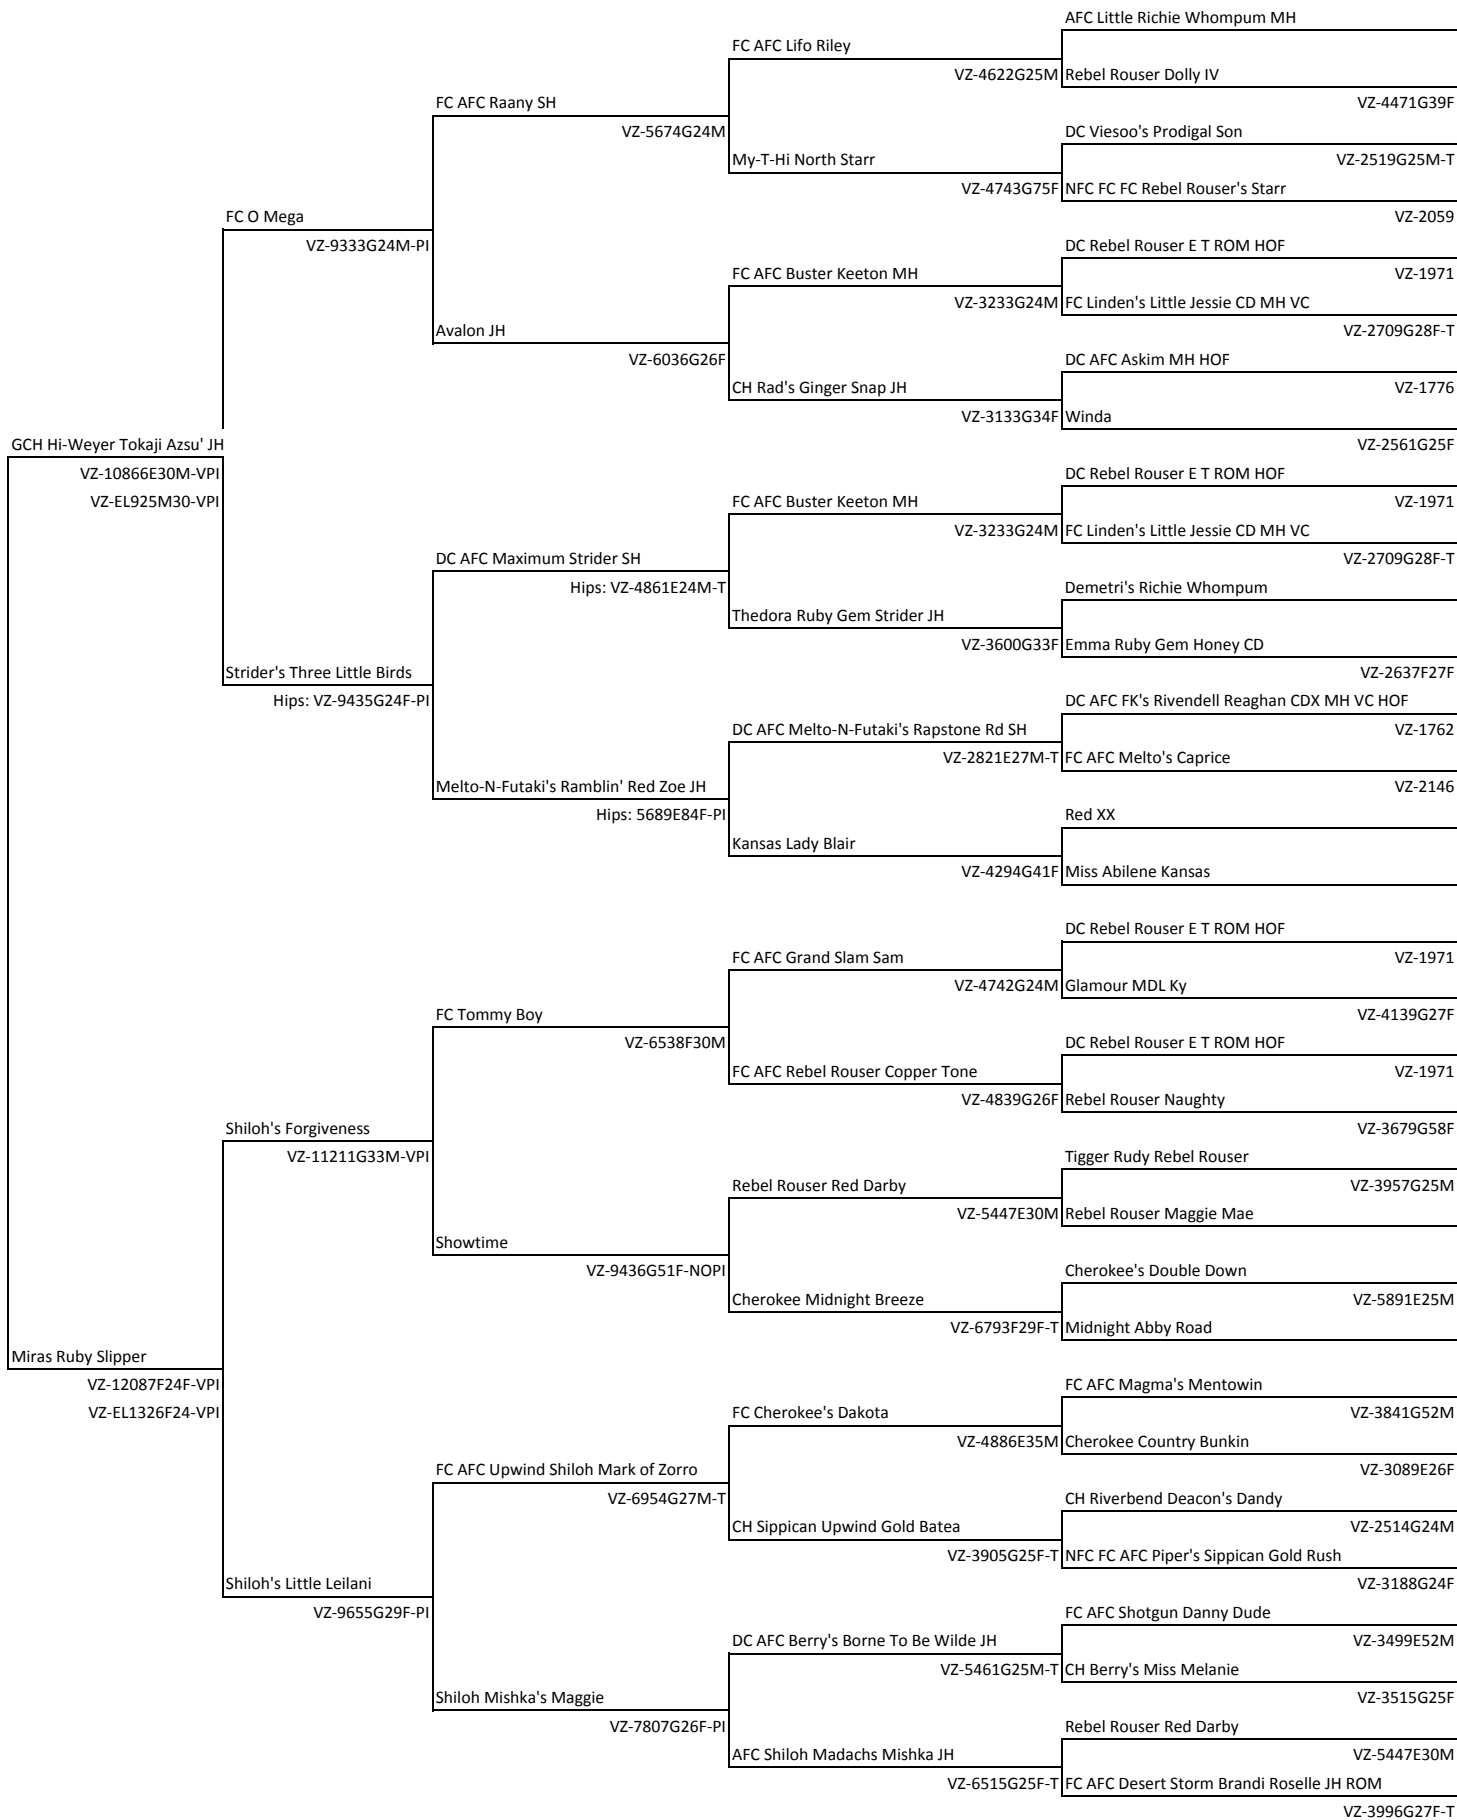 AFC Little Richie Whompum MH
FC AFC Lifo Riley
VZ-4622G25M Rebel Rouser Dolly IV
FC AFC Raany SH VZ-4471G39F
VZ-5674G24M DC Viesoo's Prodigal Son
My-T-Hi North Starr VZ-2519G25M-T
VZ-4743G75F NFC FC FC Rebel Rouser's Starr
FC O Mega VZ-2059
VZ-9333G24M-PI DC Rebel Rouser E T ROM HOF
FC AFC Buster Keeton MH VZ-1971
VZ-3233G24M FC Linden's Little Jessie CD MH VC
Avalon JH VZ-2709G28F-T
VZ-6036G26F DC AFC Askim MH HOF
CH Rad's Ginger Snap JH VZ-1776
VZ-3133G34F Winda
GCH Hi-Weyer Tokaji Azsu' JH VZ-2561G25F
VZ-10866E30M-VPI DC Rebel Rouser E T ROM HOF
VZ-EL925M30-VPI FC AFC Buster Keeton MH VZ-1971
VZ-3233G24M FC Linden's Little Jessie CD MH VC
DC AFC Maximum Strider SH VZ-2709G28F-T
Hips: VZ-4861E24M-T Demetri's Richie Whompum
Thedora Ruby Gem Strider JH
VZ-3600G33F Emma Ruby Gem Honey CD
Strider's Three Little Birds VZ-2637F27F
Hips: VZ-9435G24F-PI DC AFC FK's Rivendell Reaghan CDX MH VC HOF
DC AFC Melto-N-Futaki's Rapstone Rd SH VZ-1762
VZ-2821E27M-T FC AFC Melto's Caprice
Melto-N-Futaki's Ramblin' Red Zoe JH VZ-2146
Hips: 5689E84F-PI Red XX
Kansas Lady Blair
VZ-4294G41F Miss Abilene Kansas
DC Rebel Rouser E T ROM HOF
FC AFC Grand Slam Sam VZ-1971
VZ-4742G24M Glamour MDL Ky
FC Tommy Boy VZ-4139G27F
VZ-6538F30M DC Rebel Rouser E T ROM HOF
FC AFC Rebel Rouser Copper Tone VZ-1971
VZ-4839G26F Rebel Rouser Naughty
Shiloh's Forgiveness VZ-3679G58F
VZ-11211G33M-VPI Tigger Rudy Rebel Rouser
Rebel Rouser Red Darby VZ-3957G25M
VZ-5447E30M Rebel Rouser Maggie Mae
Showtime
VZ-9436G51F-NOPI Cherokee's Double Down
Cherokee Midnight Breeze VZ-5891E25M
VZ-6793F29F-T Midnight Abby Road
Miras Ruby Slipper
VZ-12087F24F-VPI FC AFC Magma's Mentowin
VZ-EL1326F24-VPI FC Cherokee's Dakota VZ-3841G52M
VZ-4886E35M Cherokee Country Bunkin
FC AFC Upwind Shiloh Mark of Zorro VZ-3089E26F
VZ-6954G27M-T CH Riverbend Deacon's Dandy
CH Sippican Upwind Gold Batea VZ-2514G24M
VZ-3905G25F-T NFC FC AFC Piper's Sippican Gold Rush
Shiloh's Little Leilani VZ-3188G24F
VZ-9655G29F-PI FC AFC Shotgun Danny Dude
DC AFC Berry's Borne To Be Wilde JH VZ-3499E52M
VZ-5461G25M-T CH Berry's Miss Melanie
Shiloh Mishka's Maggie VZ-3515G25F
VZ-7807G26F-PI Rebel Rouser Red Darby
AFC Shiloh Madachs Mishka JH VZ-5447E30M
VZ-6515G25F-T FC AFC Desert Storm Brandi Roselle JH ROM
VZ-3996G27F-T